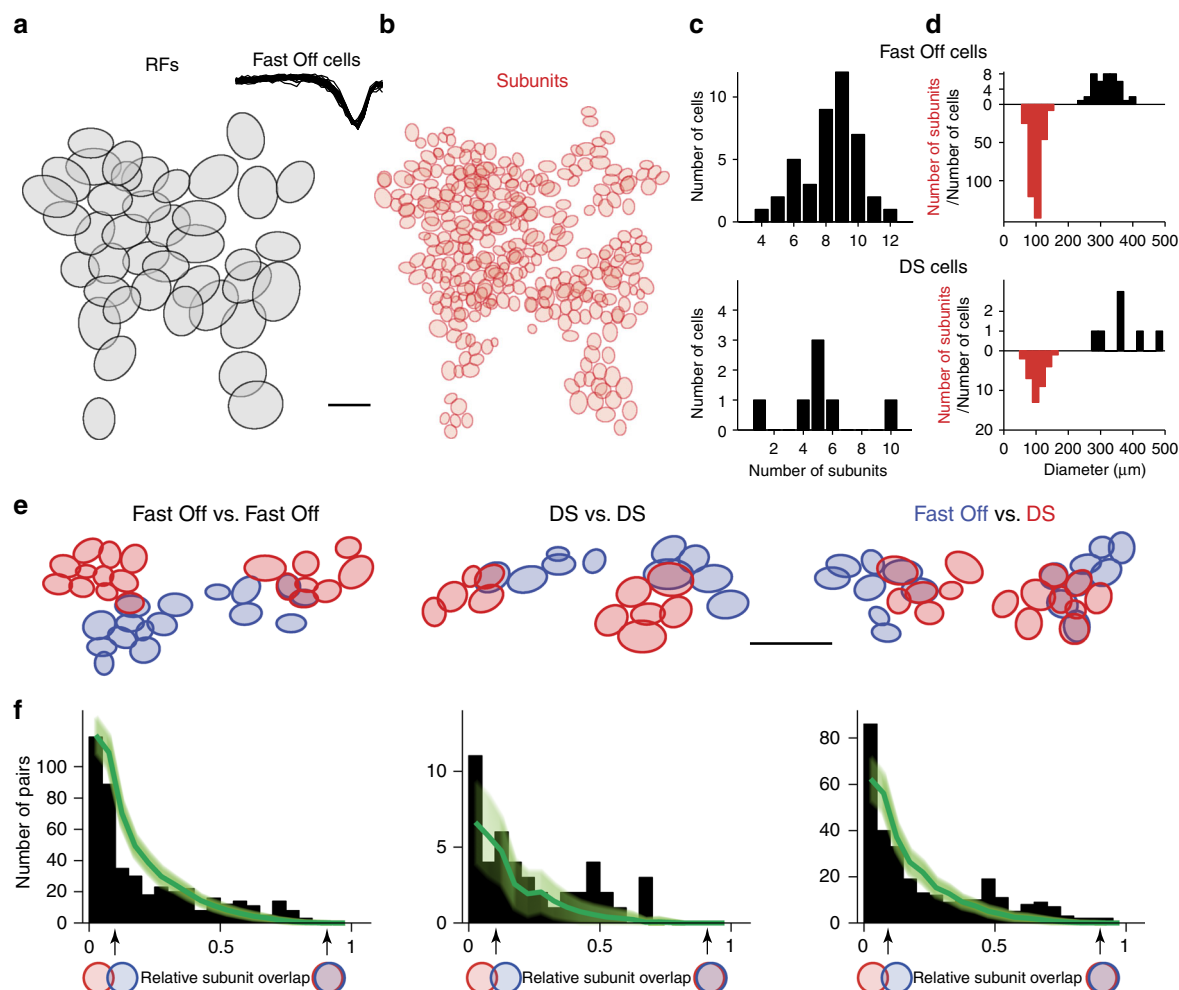 a
RFs
Fast Off cells
b
Subunits
c
d
Fast Off cells
Number of cells
10
5
0
4 6 8 10 12
Number of subunits
/Number of cells
8
4
0
50
100
0 100 200 300 400 500
DS cells
Number of cells
4
3
2
1
0
2 4 6 8 10
Number of subunits
Number of subunits
/Number of cells
2
1
0
10
20
0 100 200 300 400 500
Diameter (μm)
e
Fast Off vs. Fast Off
DS vs. DS
Fast Off vs. DS
f
Number of pairs
100
80
60
40
20
0
0 0.5 1
Relative subunit overlap
10
5
0
0 0.5 1
Relative subunit overlap
80
60
40
20
0
0 0.5 1
Relative subunit overlap